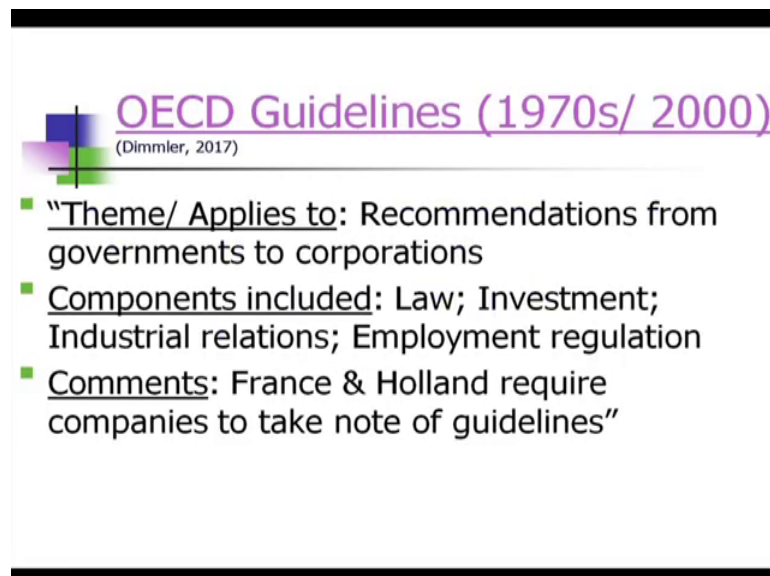 OECD Guidelines (1970s/ 2000)
(Dimmler, 2017)
“Theme/ Applies to: Recommendations from
governments to corporations
Components included: Law; Investment;
Industrial relations; Employment regulation
Comments: France & Holland require
companies to take note of guidelines”